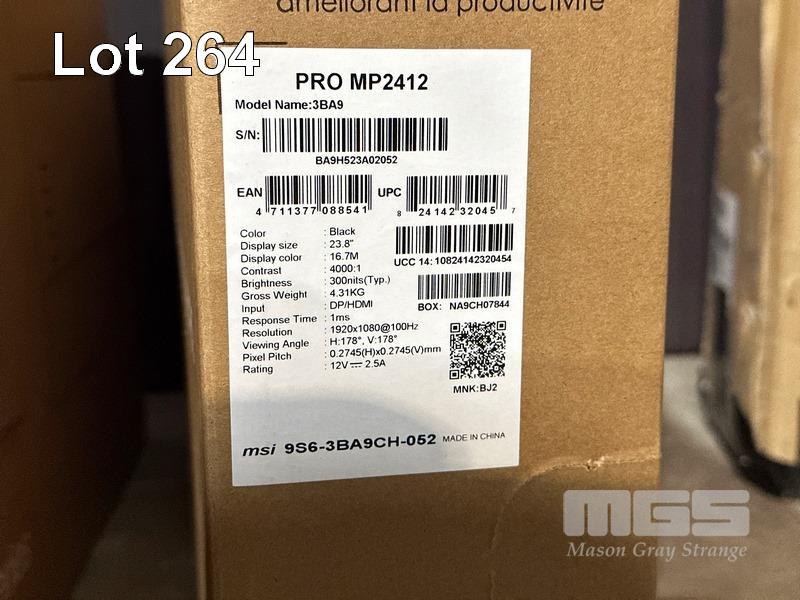 améliorant la productivité
Lot 264
PRO MP2412
Model Name:3BA9
S/N:
BA9H523A02052
EAN
4 711377 088541
UPC
8 24142 32045 7
Color : Black
Display size : 23.8"
Display color : 16.7M
Contrast : 4000:1
Brightness : 300nits(Typ.)
Gross Weight : 4.31KG
Input : DP/HDMI
Response Time : 1ms
Resolution : 1920x1080@100Hz
Viewing Angle : H:178°, V:178°
Pixel Pitch : 0.2745(H)x0.2745(V)mm
Rating : 12V⎓ 2.5A
UCC 14: 10824142320454
BOX: NA9CH07844
MNK:BJ2
msi 9S6-3BA9CH-052 MADE IN CHINA
MGS
Mason Gray Strange